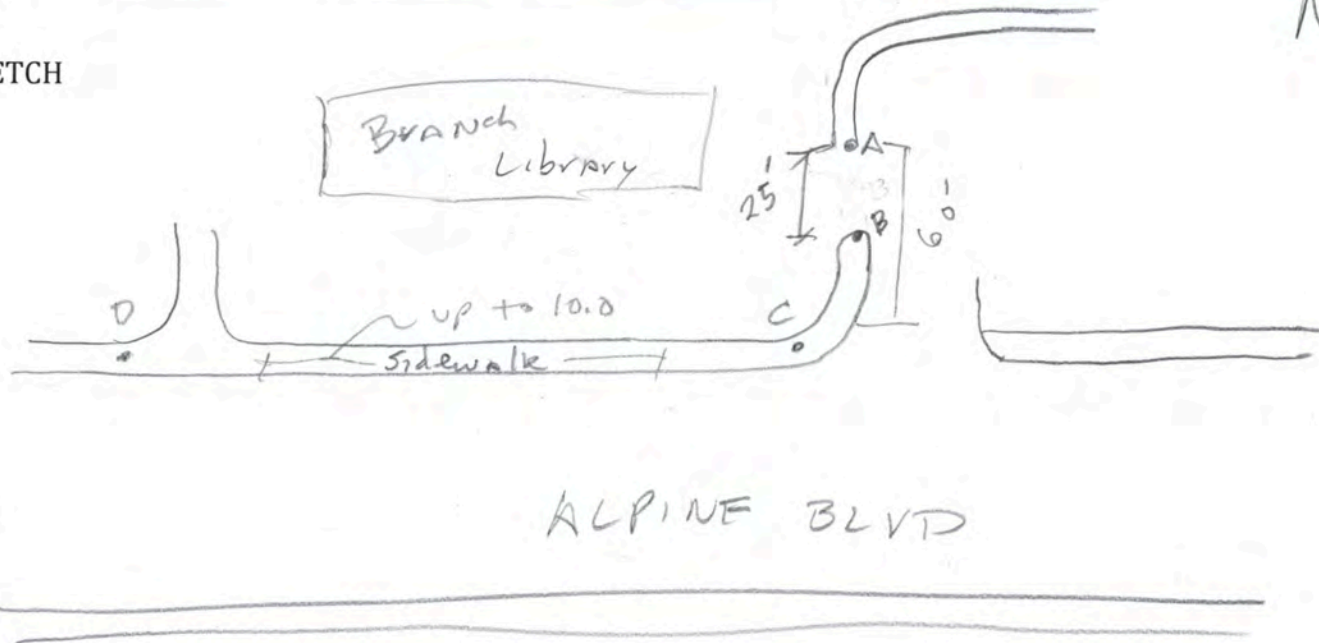 ETCH
N
Branch
Library
A
25'
B
60'
D
up to 10.0
C
Sidewalk
ALPINE BLVD